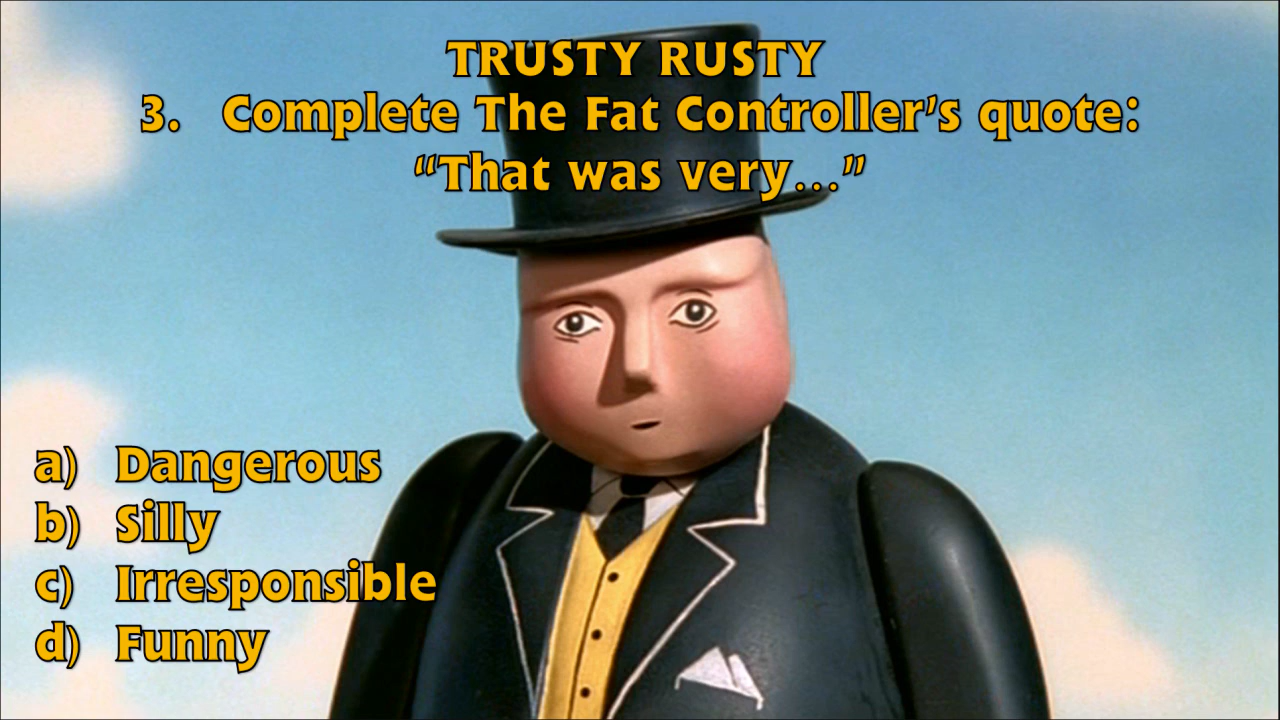 TRUSTY RUSTY
3. Complete The Fat Controller's quote:
“That was very...”
a) Dangerous
b) Silly
c) Irresponsible
d) Funny